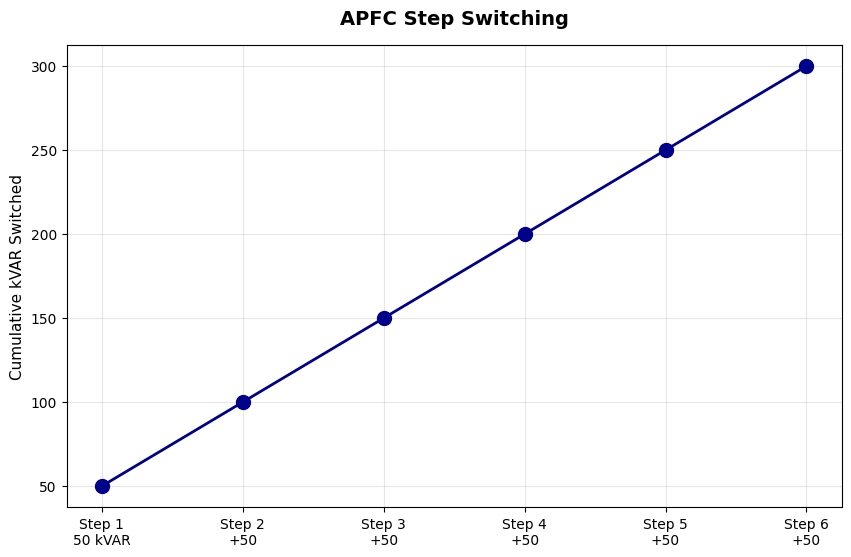 APFC Step Switching
Cumulative kVAR Switched
300
250
200
150
100
50
Step 1 Step 2 Step 3 Step 4 Step 5 Step 6
50 kVAR +50 +50 +50 +50 +50